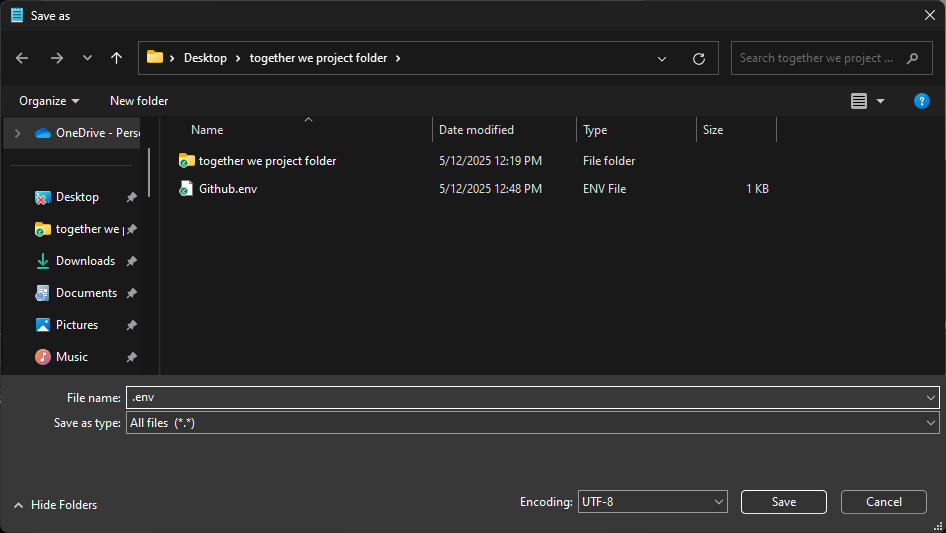 Save as
Desktop together we project folder
Search together we project ...
Organize New folder
Name Date modified Type Size
OneDrive - Perso
together we project folder 5/12/2025 12:19 PM File folder
Github.env 5/12/2025 12:48 PM ENV File 1 KB
Desktop
together we p
Downloads
Documents
Pictures
Music
File name: .env
Save as type: All files (*.*)
Hide Folders Encoding: UTF-8 Save Cancel